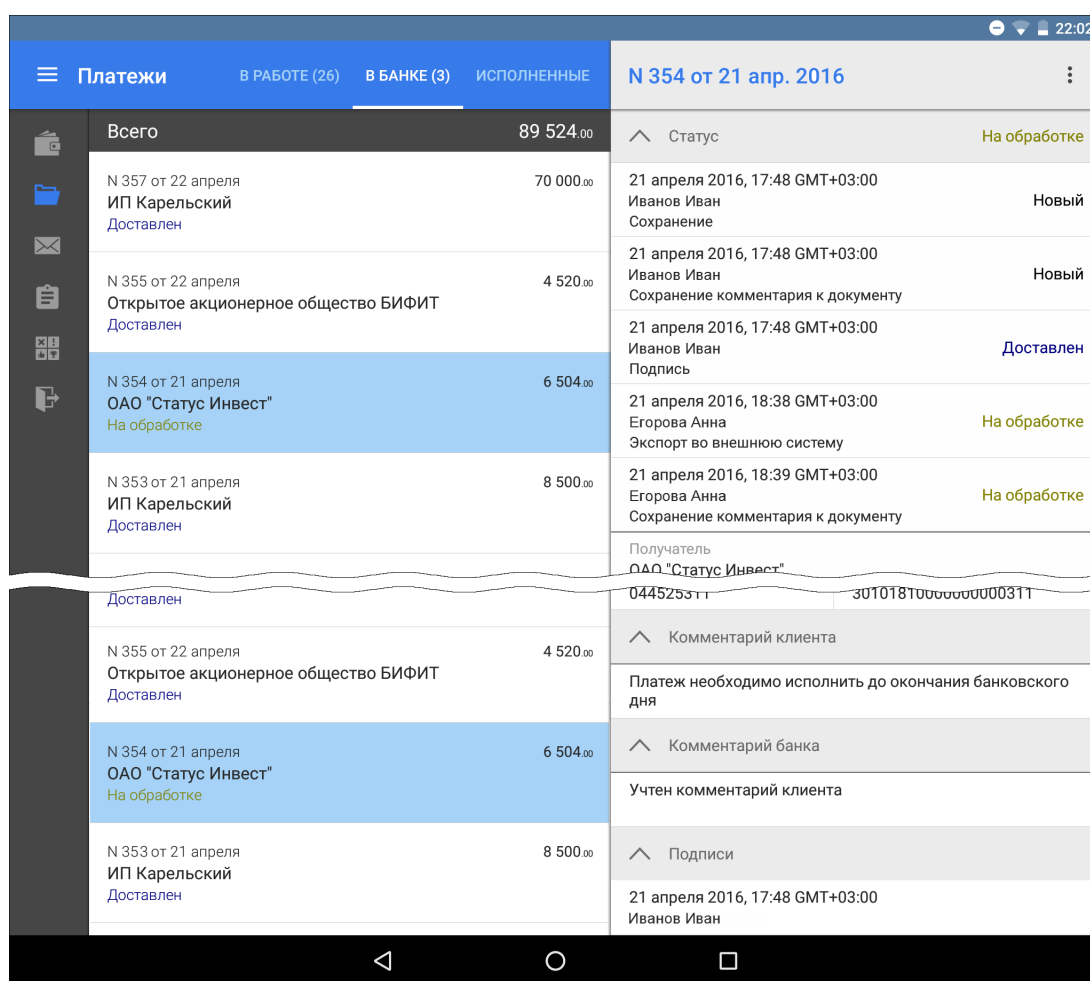 22:02
Платежи
В РАБОТЕ (26) В БАНКЕ (3) ИСПОЛНЕННЫЕ
Всего 89 524.00
N 357 от 22 апреля 70 000.00
ИП Карельский
Доставлен
N 355 от 22 апреля 4 520.00
Открытое акционерное общество БИФИТ
Доставлен
N 354 от 21 апреля 6 504.00
ОАО "Статус Инвест"
На обработке
N 353 от 21 апреля 8 500.00
ИП Карельский
Доставлен
Доставлен
N 355 от 22 апреля 4 520.00
Открытое акционерное общество БИФИТ
Доставлен
N 354 от 21 апреля 6 504.00
ОАО "Статус Инвест"
На обработке
N 353 от 21 апреля 8 500.00
ИП Карельский
Доставлен
N 354 от 21 апр. 2016
Статус На обработке
21 апреля 2016, 17:48 GMT+03:00
Иванов Иван Новый
Сохранение
21 апреля 2016, 17:48 GMT+03:00
Иванов Иван Новый
Сохранение комментария к документу
21 апреля 2016, 17:48 GMT+03:00
Иванов Иван Доставлен
Подпись
21 апреля 2016, 18:38 GMT+03:00
Егорова Анна На обработке
Экспорт во внешнюю систему
21 апреля 2016, 18:39 GMT+03:00
Егорова Анна На обработке
Сохранение комментария к документу
Получатель
ОАО "Статус Инвест"
044525311 30101810000000000311
Комментарий клиента
Платеж необходимо исполнить до окончания банковского
дня
Комментарий банка
Учтен комментарий клиента
Подписи
21 апреля 2016, 17:48 GMT+03:00
Иванов Иван